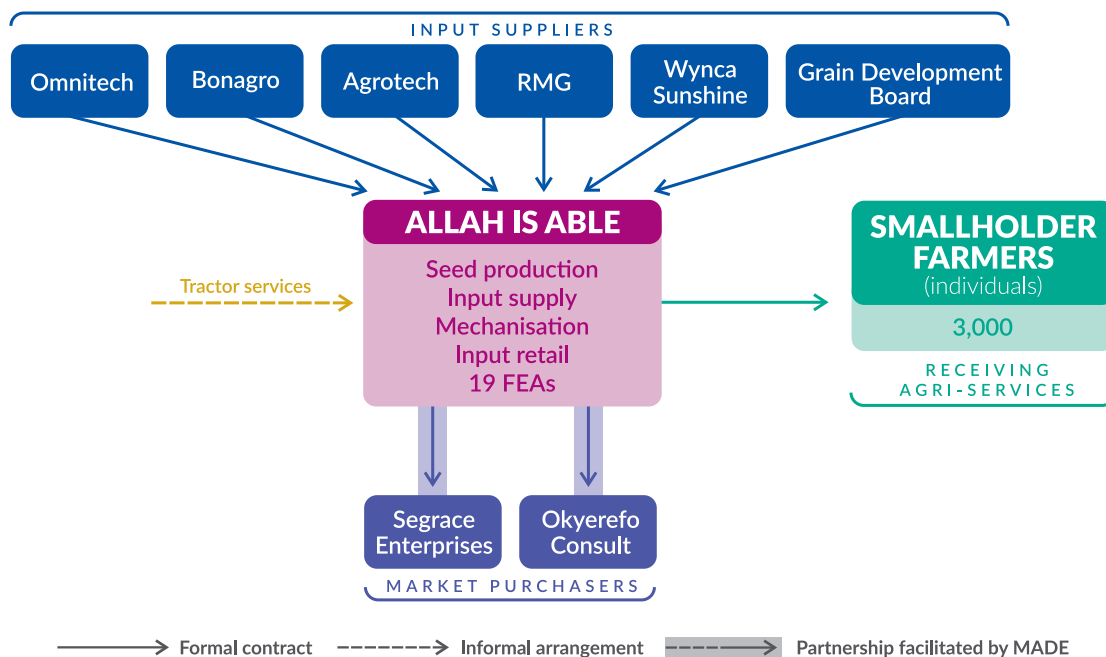 INPUT SUPPLIERS
Omnitech
Bonagro
Agrotech
RMG
Wynca
Sunshine
Grain Development
Board
ALLAH IS ABLE
Seed production
Input supply
Mechanisation
Input retail
19 FEAs
Tractor services
SMALLHOLDER
FARMERS
(individuals)
3,000
RECEIVING
AGRI-SERVICES
Segrace
Enterprises
Okyerefo
Consult
MARKET PURCHASERS
Formal contract
Informal arrangement
Partnership facilitated by MADE